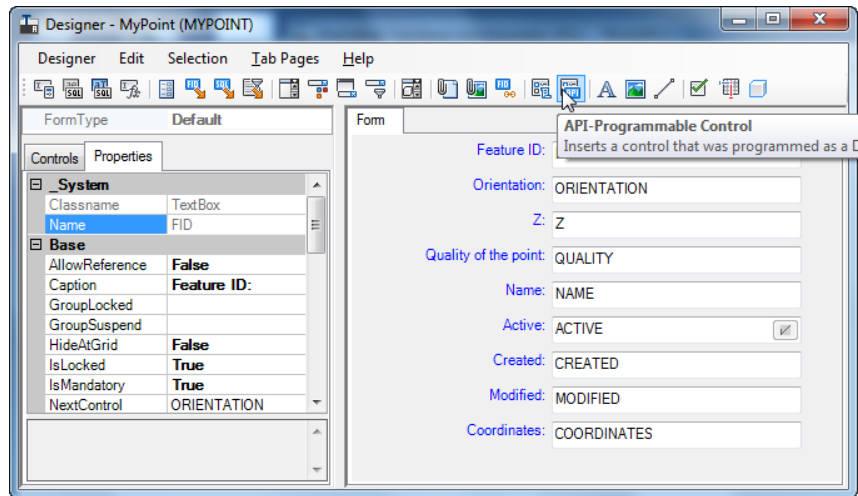 Designer - MyPoint (MYPOINT)
Designer Edit Selection Tab Pages Help
FormType Default
Form
API-Programmable Control
Inserts a control that was programmed as a D
Controls Properties
Feature ID:
_System
Classname TextBox
Name FID
Base
AllowReference False
Caption Feature ID:
GroupLocked
GroupSuspend
HideAtGrid False
IsLocked True
IsMandatory True
NextControl ORIENTATION
Orientation: ORIENTATION
Z: Z
Quality of the point: QUALITY
Name: NAME
Active: ACTIVE
Created: CREATED
Modified: MODIFIED
Coordinates: COORDINATES